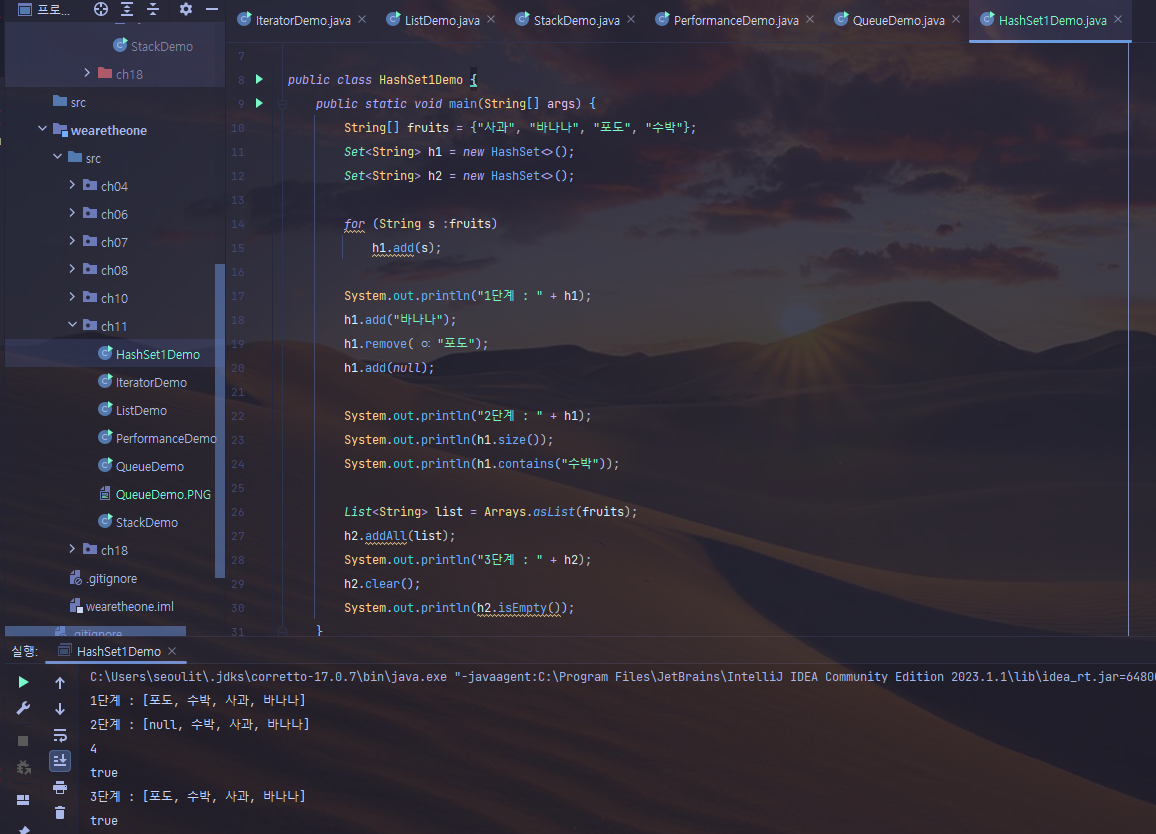 프로...
IteratorDemo.java
ListDemo.java
StackDemo.java
PerformanceDemo.java
QueueDemo.java
HashSet1Demo.java
StackDemo
ch18
src
wearetheone
src
ch04
ch06
ch07
ch08
ch10
ch11
HashSet1Demo
IteratorDemo
ListDemo
PerformanceDemo
QueueDemo
QueueDemo.PNG
StackDemo
ch18
.gitignore
wearetheone.iml
.gitignore
7
8 public class HashSet1Demo {
9 public static void main(String[] args) {
10 String[] fruits = {"사과", "바나나", "포도", "수박"};
11 Set<String> h1 = new HashSet<>();
12 Set<String> h2 = new HashSet<>();
13
14 for (String s :fruits)
15 h1.add(s);
16
17 System.out.println("1단계 : " + h1);
18 h1.add("바나나");
19 h1.remove( o: "포도");
20 h1.add(null);
21
22 System.out.println("2단계 : " + h1);
23 System.out.println(h1.size());
24 System.out.println(h1.contains("수박"));
25
26 List<String> list = Arrays.asList(fruits);
27 h2.addAll(list);
28 System.out.println("3단계 : " + h2);
29 h2.clear();
30 System.out.println(h2.isEmpty());
31 }
실행: HashSet1Demo
C:\Users\seoulit\.jdks\corretto-17.0.7\bin\java.exe "-javaagent:C:\Program Files\JetBrains\IntelliJ IDEA Community Edition 2023.1.1\lib\idea_rt.jar=6480
1단계 : [포도, 수박, 사과, 바나나]
2단계 : [null, 수박, 사과, 바나나]
4
true
3단계 : [포도, 수박, 사과, 바나나]
true